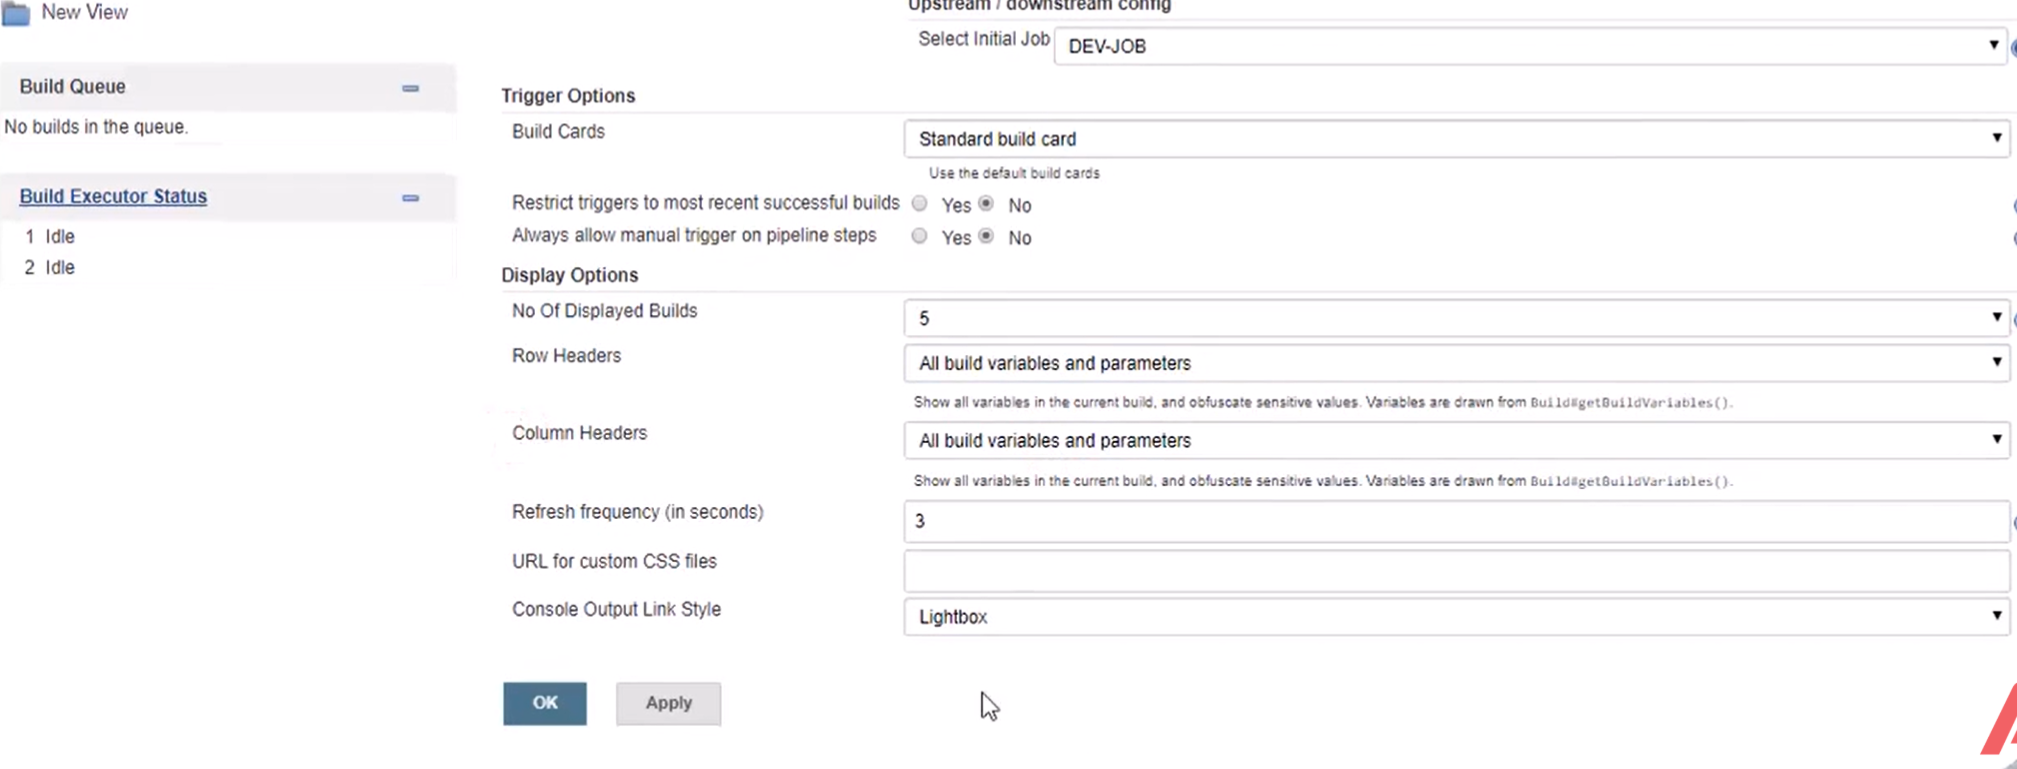 New View
Build Queue
No builds in the queue.
Build Executor Status
1 Idle
2 Idle
Upstream / downstream config
Select Initial Job DEV-JOB
Trigger Options
Build Cards Standard build card
Use the default build cards
Restrict triggers to most recent successful builds Yes No
Always allow manual trigger on pipeline steps Yes No
Display Options
No Of Displayed Builds 5
Row Headers All build variables and parameters
Show all variables in the current build, and obfuscate sensitive values. Variables are drawn from Build#getBuildVariables().
Column Headers All build variables and parameters
Show all variables in the current build, and obfuscate sensitive values. Variables are drawn from Build#getBuildVariables().
Refresh frequency (in seconds) 3
URL for custom CSS files
Console Output Link Style Lightbox
OK Apply